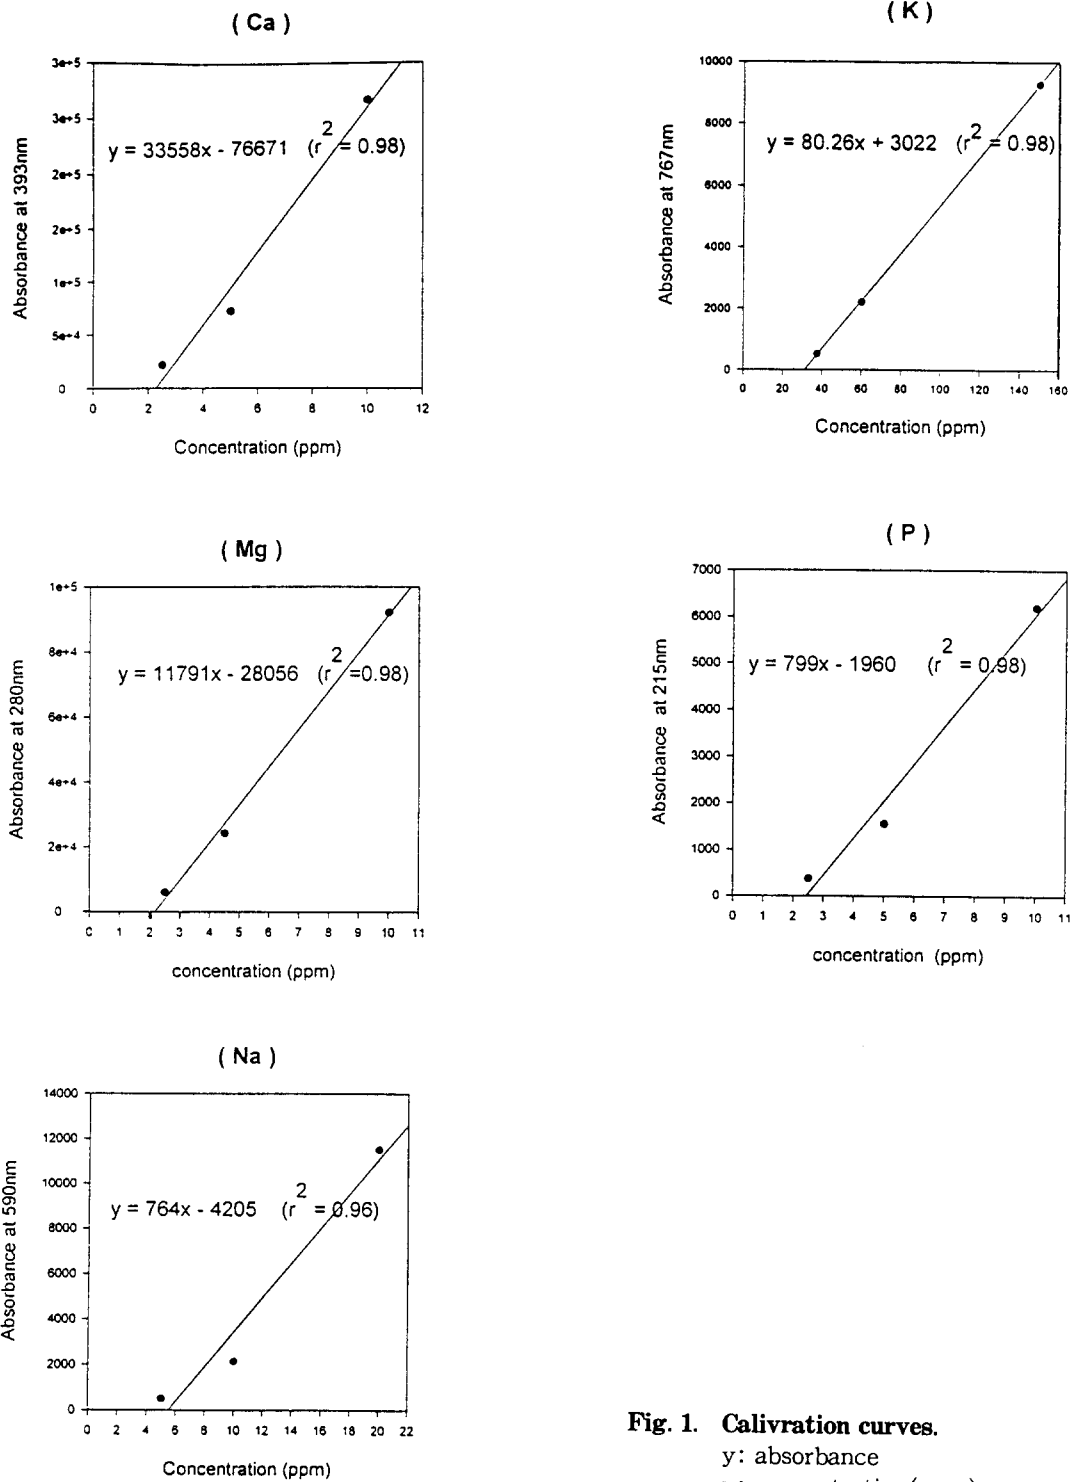 ( Ca )
3e+5
3e+5
2e+5
2e+5
1e+5
5e+4
0
y = 33558x - 76671 (r2 = 0.98)
Absorbance at 393nm
0 2 4 6 8 10 12
Concentration (ppm)
( K )
10000
8000
6000
4000
2000
0
y = 80.26x + 3022 (r2 = 0.98)
Absorbance at 767nm
0 20 40 60 80 100 120 140 160
Concentration (ppm)
( Mg )
1e+5
8e+4
6e+4
4e+4
2e+4
0
y = 11791x - 28056 (r2 =0.98)
Absorbance at 280nm
0 1 2 3 4 5 6 7 8 9 10 11
concentration (ppm)
( P )
7000
6000
5000
4000
3000
2000
1000
0
y = 799x - 1960 (r2 = 0.98)
Absorbance at 215nm
0 1 2 3 4 5 6 7 8 9 10 11
concentration (ppm)
( Na )
14000
12000
10000
8000
6000
4000
2000
0
y = 764x - 4205 (r2 = 0.96)
Absorbance at 590nm
0 2 4 6 8 10 12 14 16 18 20 22
Concentration (ppm)
Fig. 1. Calivration curves.
y: absorbance